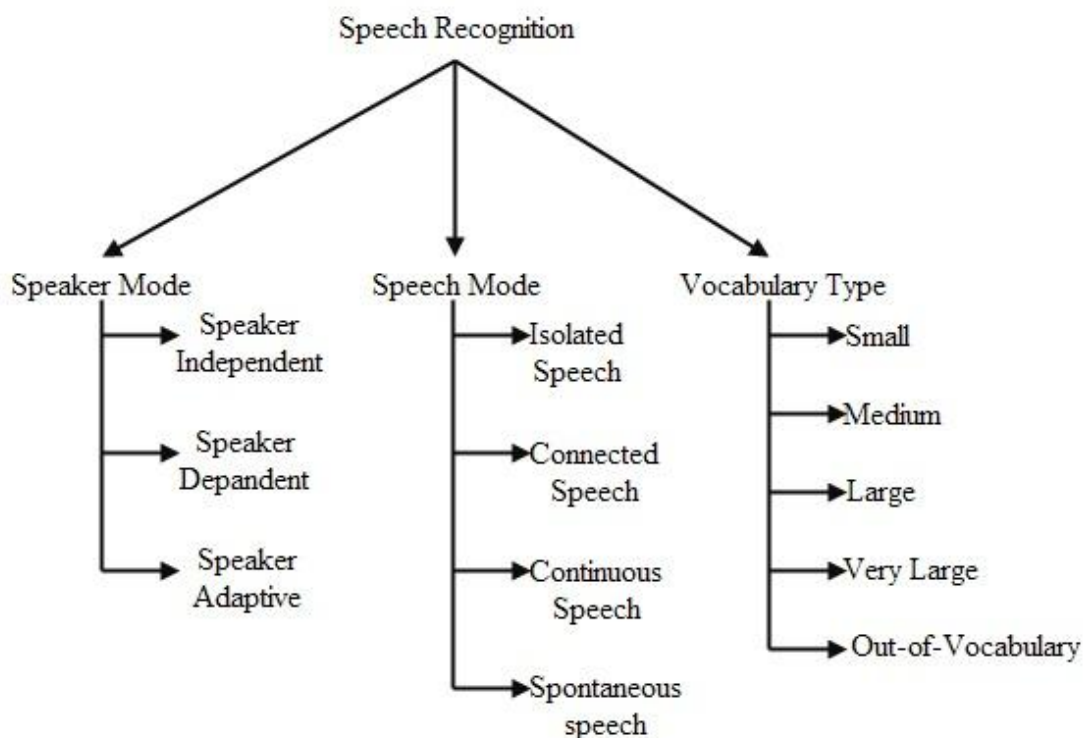 Speech Recognition
Speaker Mode
Speaker
Independent
Speaker
Depandent
Speaker
Adaptive
Speech Mode
Isolated
Speech
Connected
Speech
Continuous
Speech
Spontaneous
speech
Vocabulary Type
Small
Medium
Large
Very Large
Out-of-Vocabulary